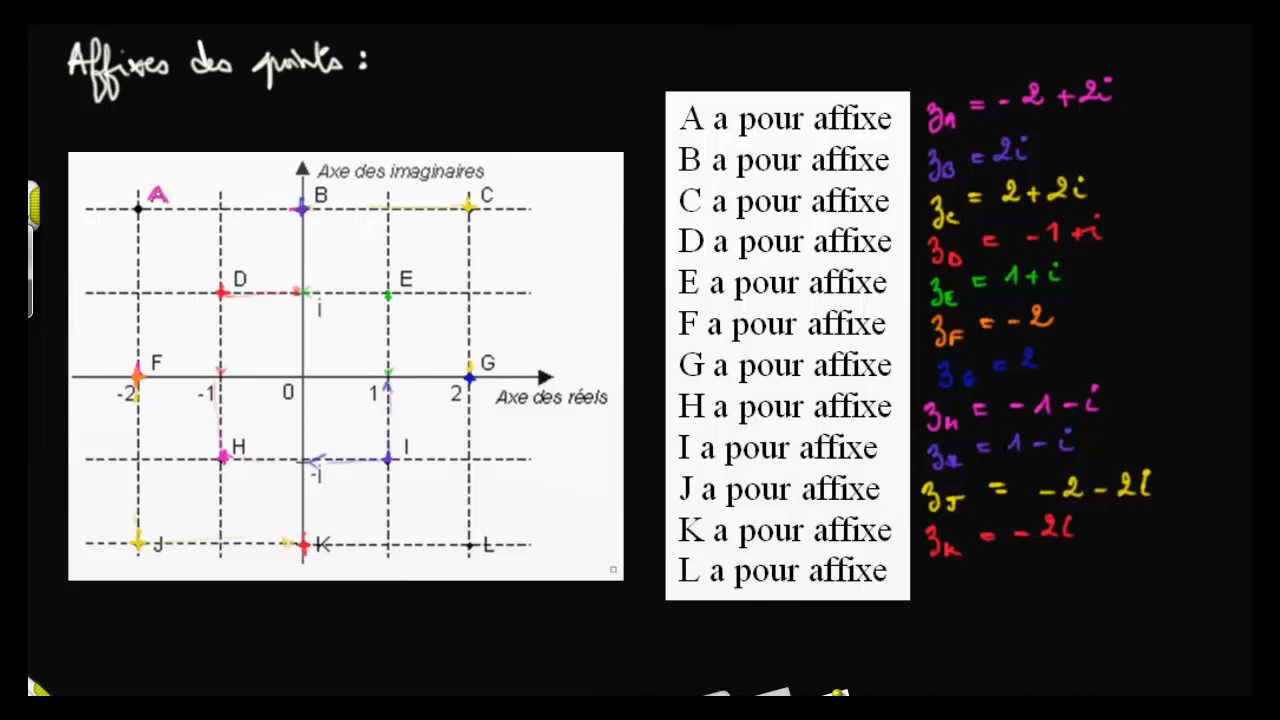 Affixes des points :
Axe des imaginaires
A
B
C
D
E
i
F
G
-2
-1
0
1
2
Axe des réels
H
I
-i
J
K
L
A a pour affixe zA = -2 + 2i
B a pour affixe zB = 2i
C a pour affixe zC = 2 + 2i
D a pour affixe zD = -1 + i
E a pour affixe zE = 1 + i
F a pour affixe zF = -2
G a pour affixe zG = 2
H a pour affixe zH = -1 - i
I a pour affixe zI = 1 - i
J a pour affixe zJ = -2 - 2i
K a pour affixe zK = -2i
L a pour affixe